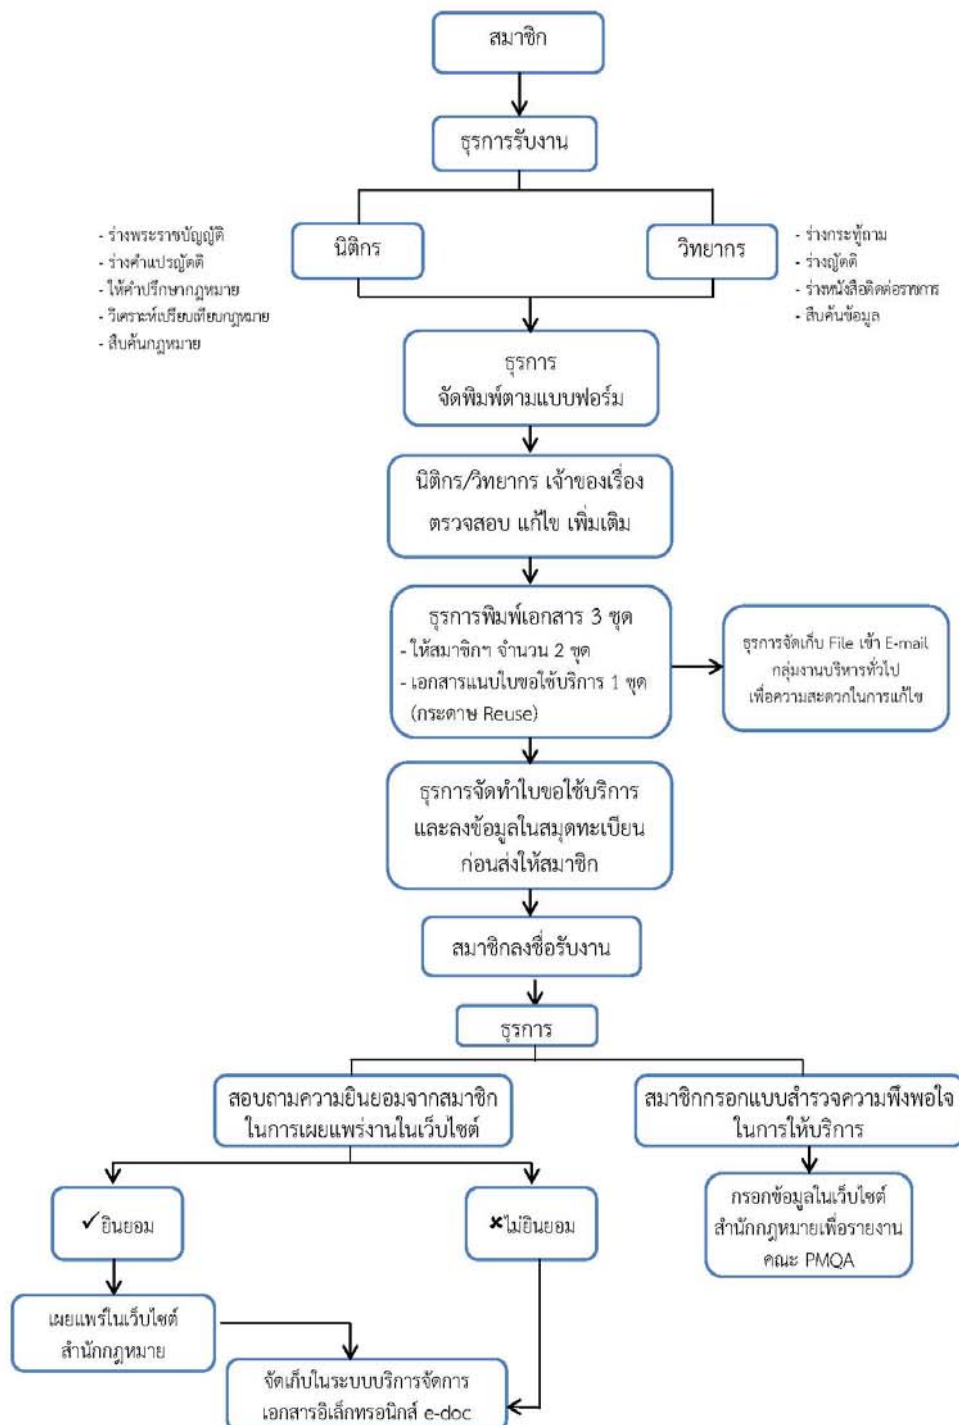 สมาชิก
ธุรการรับงาน
นิติกร
- ร่างพระราชบัญญัติ
- ร่างคำแปรญัตติ
- ให้คำปรึกษากฎหมาย
- วิเคราะห์เปรียบเทียบกฎหมาย
- สืบค้นกฎหมาย
วิทยากร
- ร่างกระทู้ถาม
- ร่างญัตติ
- ร่างหนังสือติดต่อราชการ
- สืบค้นข้อมูล
ธุรการ
จัดพิมพ์ตามแบบฟอร์ม
นิติกร/วิทยากร เจ้าของเรื่อง
ตรวจสอบ แก้ไข เพิ่มเติม
ธุรการพิมพ์เอกสาร 3 ชุด
- ให้สมาชิกฯ จำนวน 2 ชุด
- เอกสารแนบใบขอใช้บริการ 1 ชุด
(กระดาษ Reuse)
ธุรการจัดเก็บ File เข้า E-mail
กลุ่มงานบริหารทั่วไป
เพื่อความสะดวกในการแก้ไข
ธุรการจัดทำใบขอใช้บริการ
และลงข้อมูลในสมุดทะเบียน
ก่อนส่งให้สมาชิก
สมาชิกลงชื่อรับงาน
ธุรการ
สอบถามความยินยอมจากสมาชิก
ในการเผยแพร่งานในเว็บไซต์
สมาชิกกรอกแบบสำรวจความพึงพอใจ
ในการให้บริการ
✓ยินยอม
✘ไม่ยินยอม
กรอกข้อมูลในเว็บไซต์
สำนักกฎหมายเพื่อรายงาน
คณะ PMQA
เผยแพร่ในเว็บไซต์
สำนักกฎหมาย
จัดเก็บในระบบบริการจัดการ
เอกสารอิเล็กทรอนิกส์ e-doc